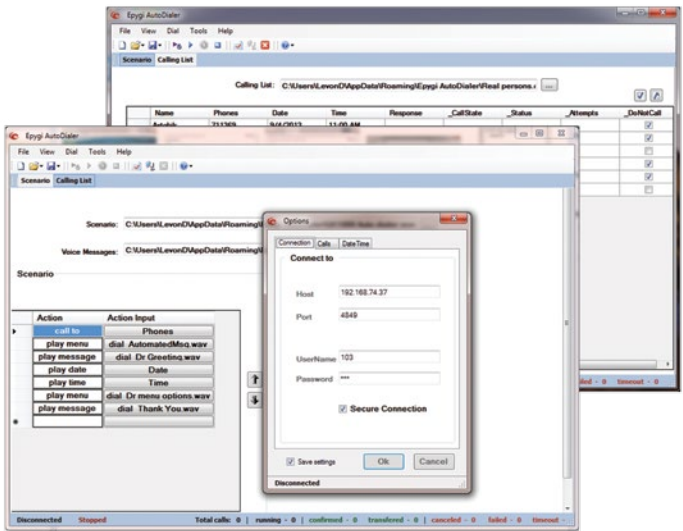 Epygi AutoDialer
File View Dial Tools Help
Scenario Calling List
Calling List: C:\Users\LevonD\AppData\Roaming\Epygi AutoDialer\Real persons.c ...
Name Phones Date Time Response _CallState _Status _Attempts _DoNotCall
711269 9/4/2013 11:00 AM
timeout - 0
Epygi AutoDialer
File View Dial Tools Help
Scenario Calling List
Scenario: C:\Users\LevonD\AppData\Roaming\
Voice Messages: C:\Users\LevonD\AppData\Roaming\
Scenario
Action Action Input
call to Phones
play menu dial_AutomatedMsg.wav
play message dial_Dr Greeting.wav
play date Date
play time Time
play menu dial_Dr menu options.wav
play message dial_Thank You.wav
Disconnected Stopped Total calls: 0 | running - 0 | confirmed - 0 transfered - 0 | canceled - 0 failed - 0 timeout -
Options
Connection Calls Date Time
Connect to
Host 192.168.74.37
Port 4849
UserName 103
Password ***
Secure Connection
Save settings Ok Cancel
Disconnected